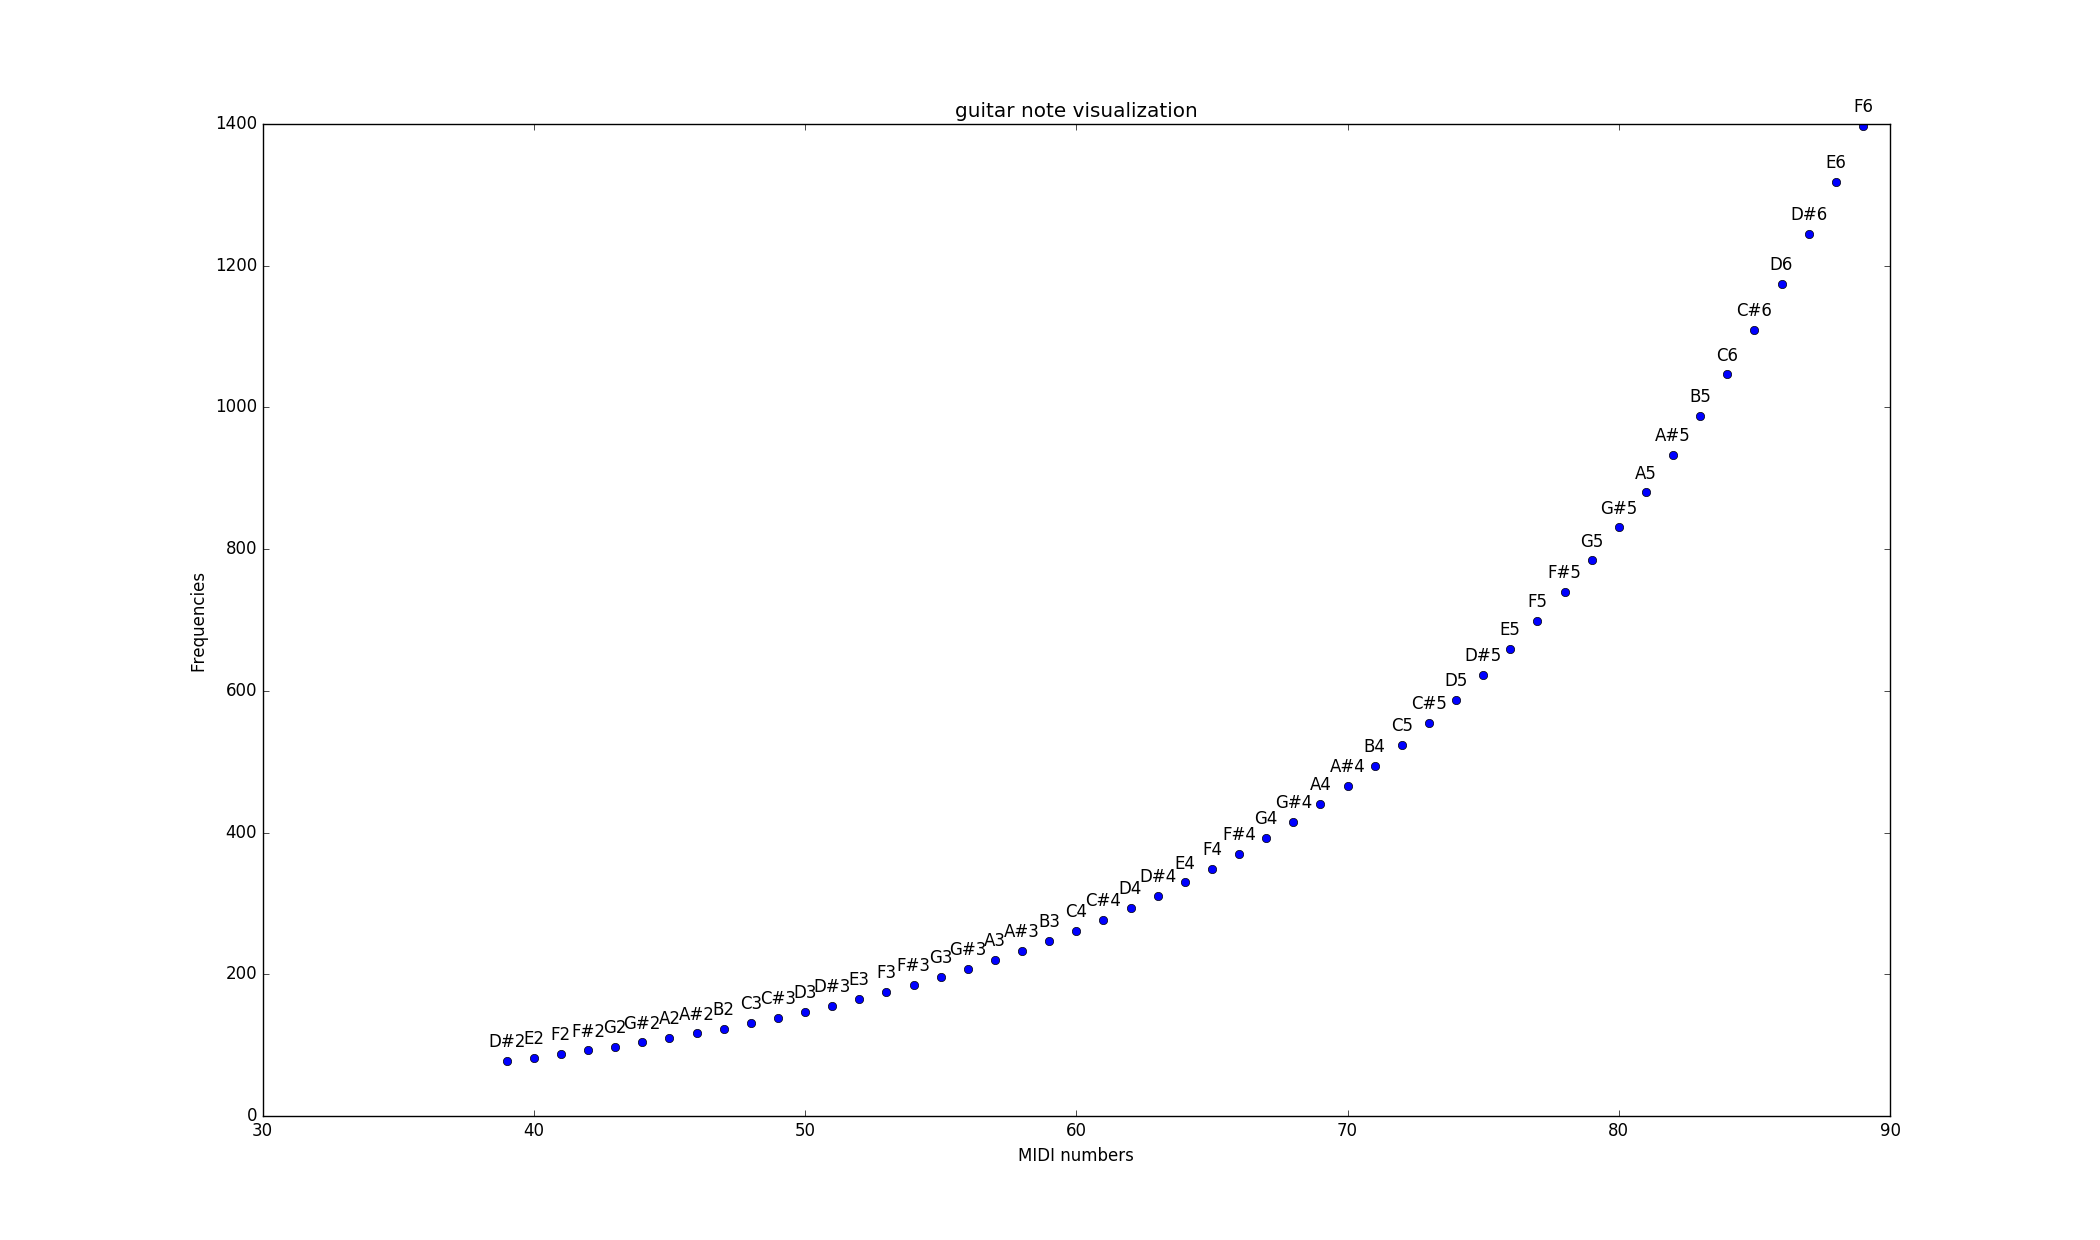 guitar note visualization
F6
1400
E6
D#6
1200
D6
C#6
C6
1000
B5
A#5
A5
G#5
800
G5
F#5
F5
E5
D#5
600
D5
C#5
C5
B4
A#4
A4
G#4
400
G4
F#4
F4
E4
D#4
D4
C#4
C4
B3
A#3
A3
G#3
200
G3
F#3
F3
E3
D#3
D3
C#3
C3
B2
A#2
A2
G#2
G2
F#2
F2
E2
D#2
0
Frequencies
30 40 50 60 70 80 90
MIDI numbers